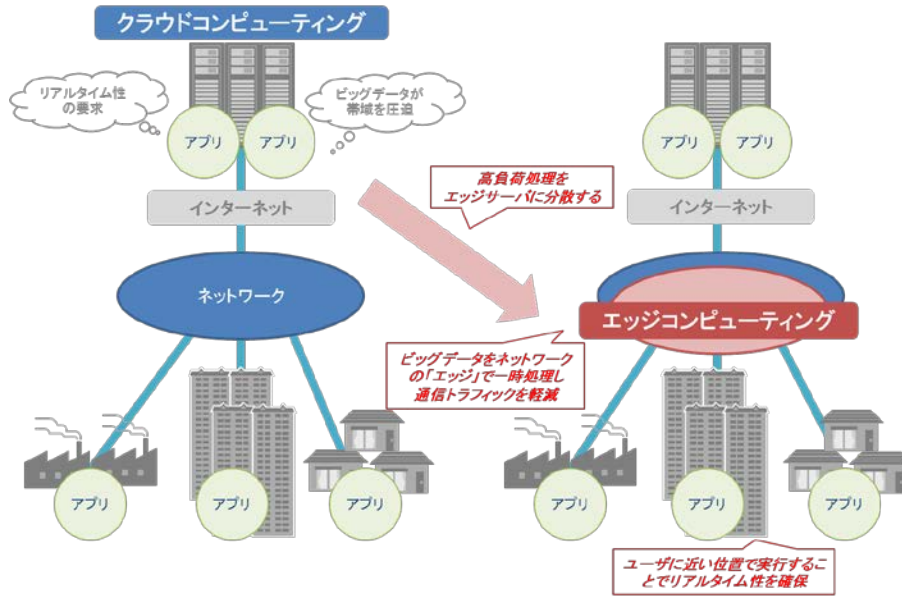 クラウドコンピューティング
リアルタイム性
の要求
ビッグデータが
帯域を圧迫
アプリ
アプリ
インターネット
ネットワーク
アプリ
アプリ
アプリ
高負荷処理を
エッジサーバに分散する
ビッグデータをネットワーク
の「エッジ」で一時処理し
通信トラフィックを軽減
アプリ
アプリ
インターネット
エッジコンピューティング
アプリ
アプリ
アプリ
ユーザに近い位置で実行するこ
とでリアルタイム性を確保